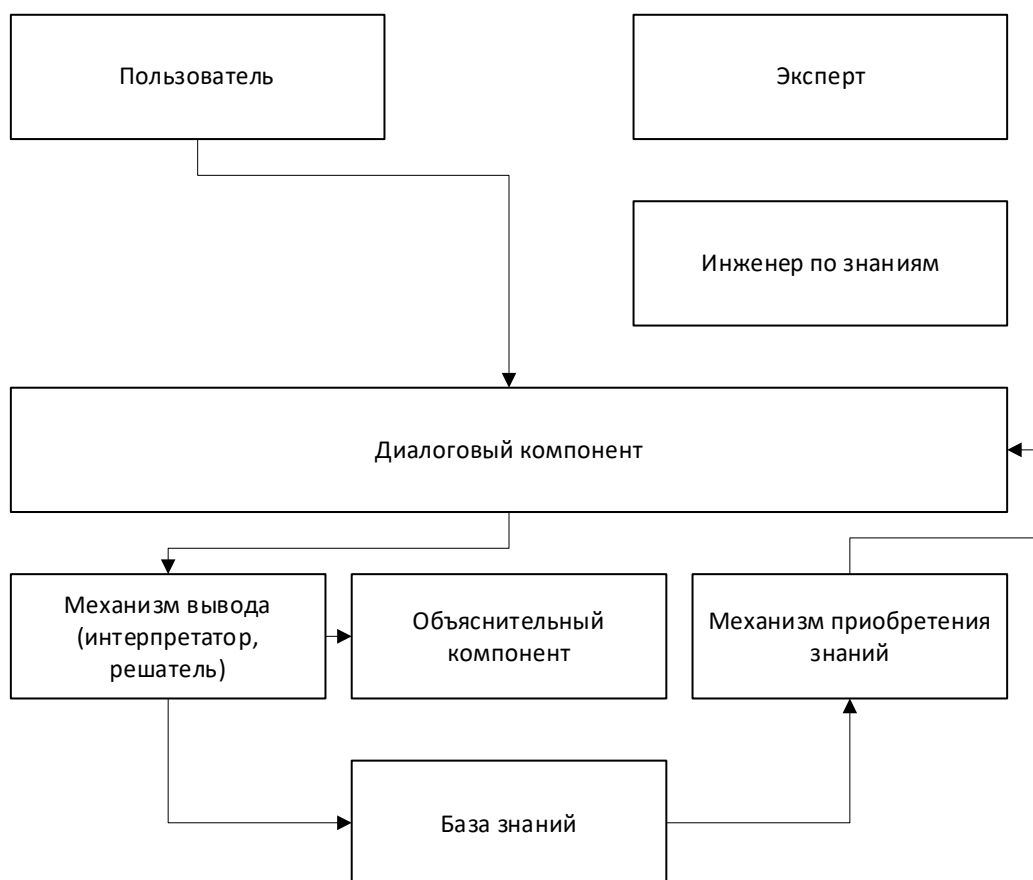 Пользователь
Эксперт
Инженер по знаниям
Диалоговый компонент
Механизм вывода
(интерпретатор,
решатель)
Объяснительный
компонент
Механизм приобретения
знаний
База знаний